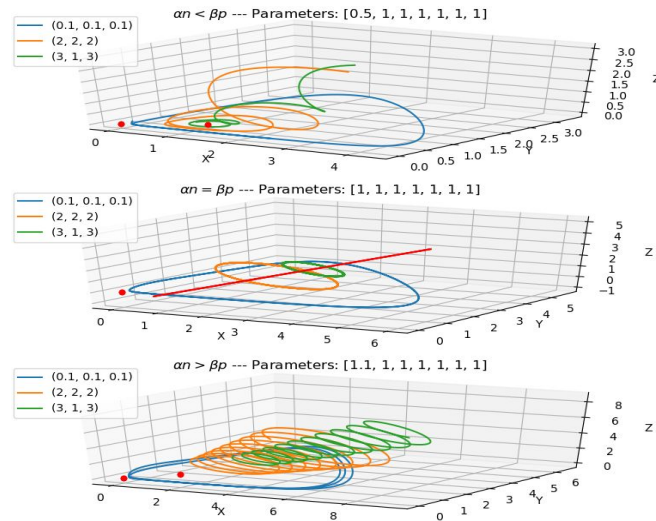 αn < βp --- Parameters: [0.5, 1, 1, 1, 1, 1, 1]
(0.1, 0.1, 0.1)
(2, 2, 2)
(3, 1, 3)
3.0
2.5
2.0
1.5
1.0
0.5
0.0
Z
0
1
2
3
4
X
0.0
0.5
1.0
1.5
2.0
2.5
3.0
Y
αn = βp --- Parameters: [1, 1, 1, 1, 1, 1, 1]
(0.1, 0.1, 0.1)
(2, 2, 2)
(3, 1, 3)
5
4
3
2
1
0
−1
Z
0
1
2
3
4
5
6
X
0
1
2
3
4
5
Y
αn > βp --- Parameters: [1.1, 1, 1, 1, 1, 1, 1]
(0.1, 0.1, 0.1)
(2, 2, 2)
(3, 1, 3)
8
6
4
2
0
Z
0
2
4
6
8
X
0
1
2
3
4
5
6
Y